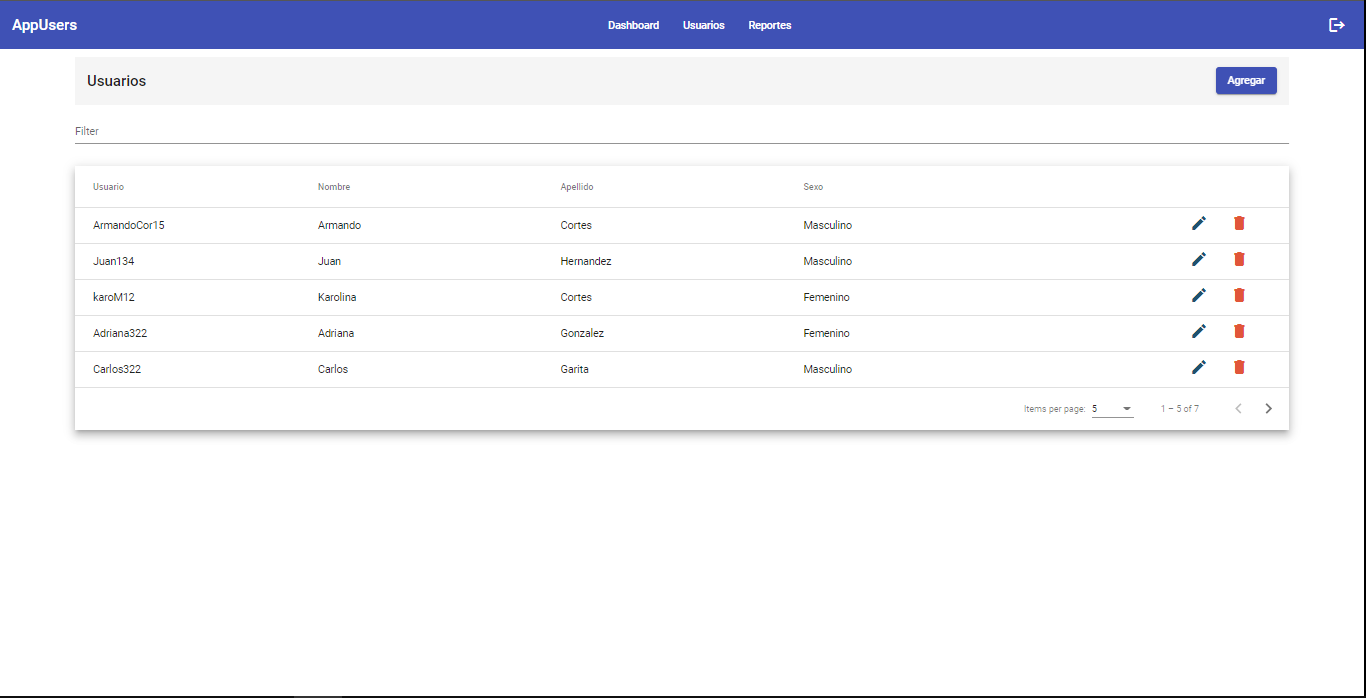 AppUsers Dashboard Usuarios Reportes
Usuarios Agregar
Filter
Usuario Nombre Apellido Sexo
ArmandoCor15 Armando Cortes Masculino
Juan134 Juan Hernandez Masculino
karoM12 Karolina Cortes Femenino
Adriana322 Adriana Gonzalez Femenino
Carlos322 Carlos Garita Masculino
Items per page: 5 1 – 5 of 7